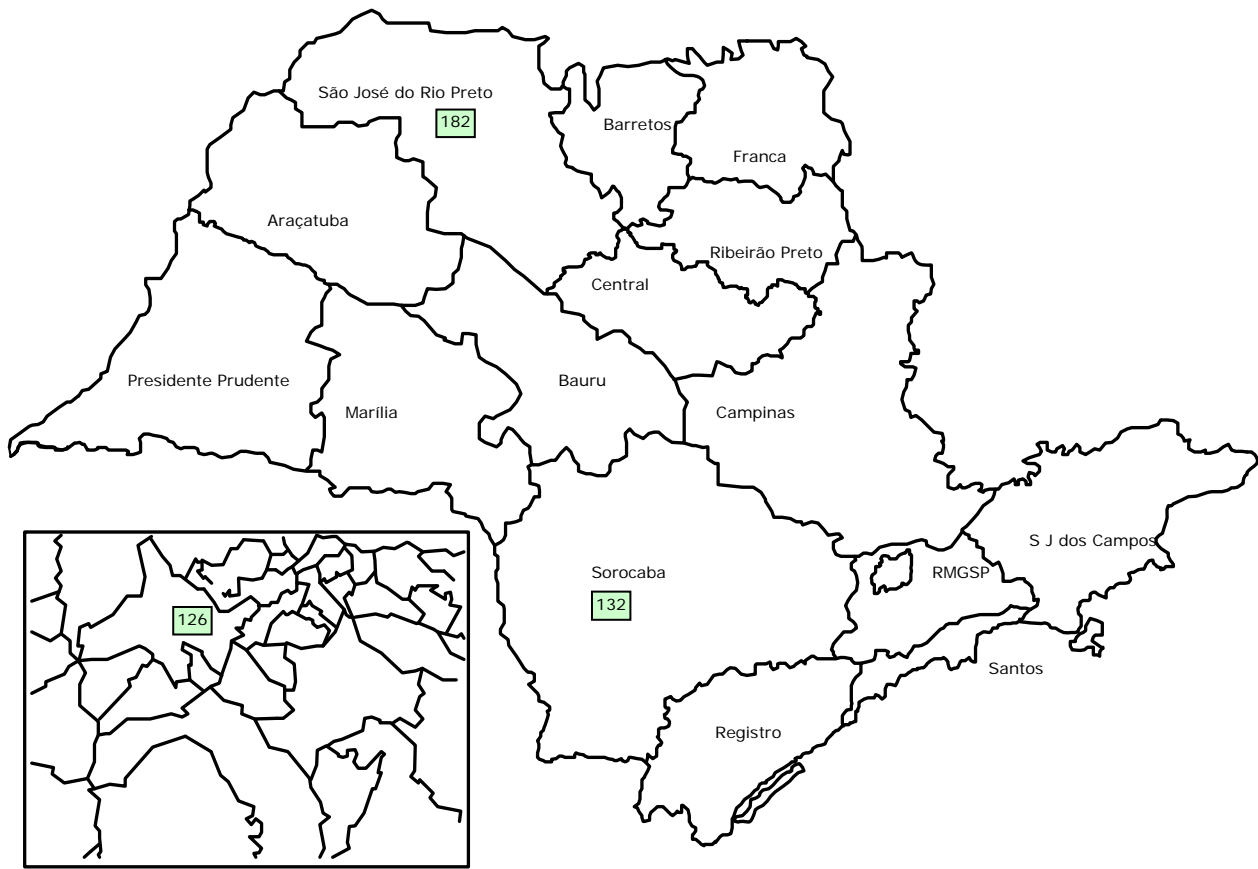 São José do Rio Preto
182
Barretos
Franca
Araçatuba
Ribeirão Preto
Central
Presidente Prudente
Bauru
Marília
Campinas
S J dos Campos
Sorocaba
RMGSP
132
126
Santos
Registro